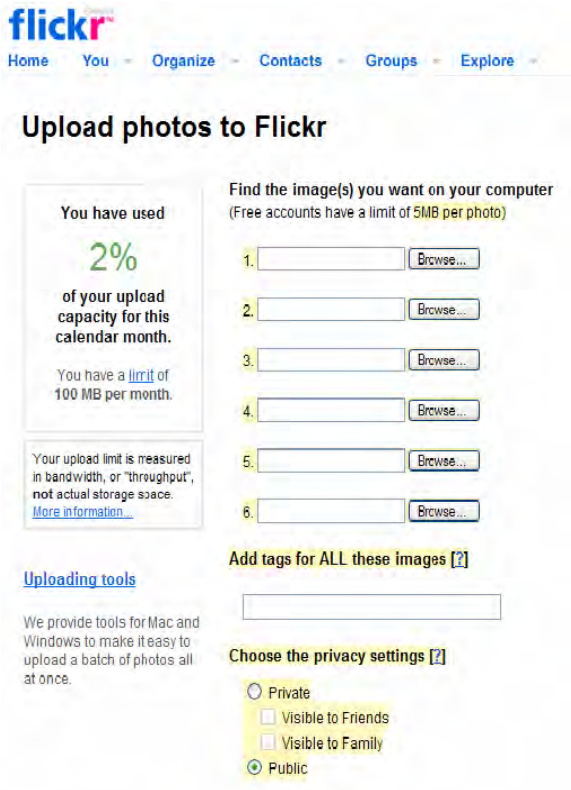 flickr™
Home You Organize Contacts Groups Explore
Upload photos to Flickr
You have used
2%
of your upload
capacity for this
calendar month.
You have a limit of
100 MB per month.
Your upload limit is measured
in bandwidth, or "throughput",
not actual storage space.
More information...
Uploading tools
We provide tools for Mac and
Windows to make it easy to
upload a batch of photos all
at once.
Find the image(s) you want on your computer
(Free accounts have a limit of 5MB per photo)
1. Browse...
2. Browse...
3. Browse...
4. Browse...
5. Browse...
6. Browse...
Add tags for ALL these images [?]
Choose the privacy settings [?]
Private
Visible to Friends
Visible to Family
Public